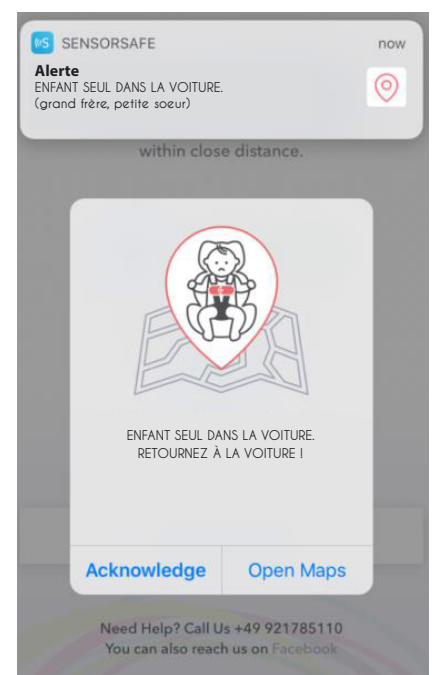 SENSORSAFE now
Alerte
ENFANT SEUL DANS LA VOITURE.
(grand frère, petite soeur)
within close distance.
ENFANT SEUL DANS LA VOITURE.
RETOURNEZ À LA VOITURE !
Acknowledge Open Maps
Need Help? Call Us +49 921785110
You can also reach us on Facebook